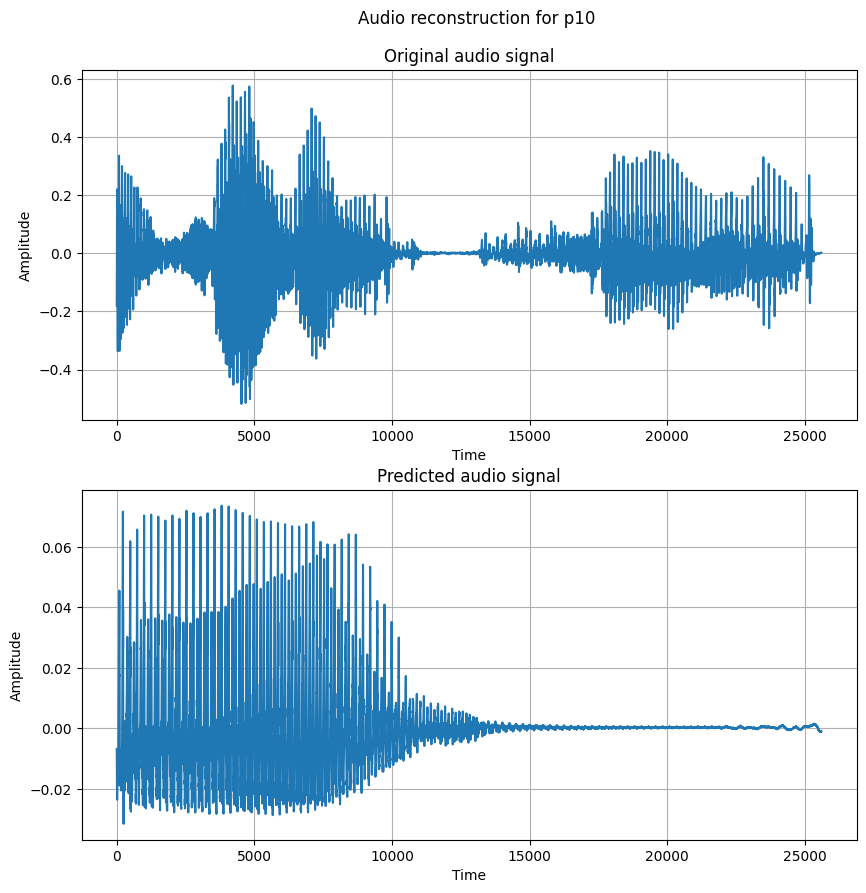 Audio reconstruction for p10
Original audio signal
0.6
0.4
0.2
0.0
−0.2
−0.4
Amplitude
0 5000 10000 15000 20000 25000
Time
Predicted audio signal
0.06
0.04
0.02
0.00
−0.02
Amplitude
0 5000 10000 15000 20000 25000
Time